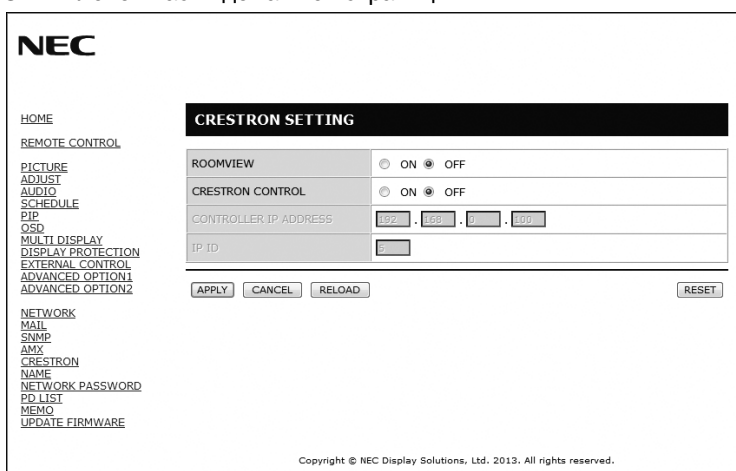 NEC
HOME
REMOTE CONTROL
PICTURE
ADJUST
AUDIO
SCHEDULE
PIP
OSD
MULTI DISPLAY
DISPLAY PROTECTION
EXTERNAL CONTROL
ADVANCED OPTION1
ADVANCED OPTION2
NETWORK
MAIL
SNMP
AMX
CRESTRON
NAME
NETWORK PASSWORD
PD LIST
MEMO
UPDATE FIRMWARE
CRESTRON SETTING
ROOMVIEW ON OFF
CRESTRON CONTROL ON OFF
CONTROLLER IP ADDRESS 192 . 168 . 0 . 100
IP ID 5
APPLY CANCEL RELOAD RESET
Copyright © NEC Display Solutions, Ltd. 2013. All rights reserved.